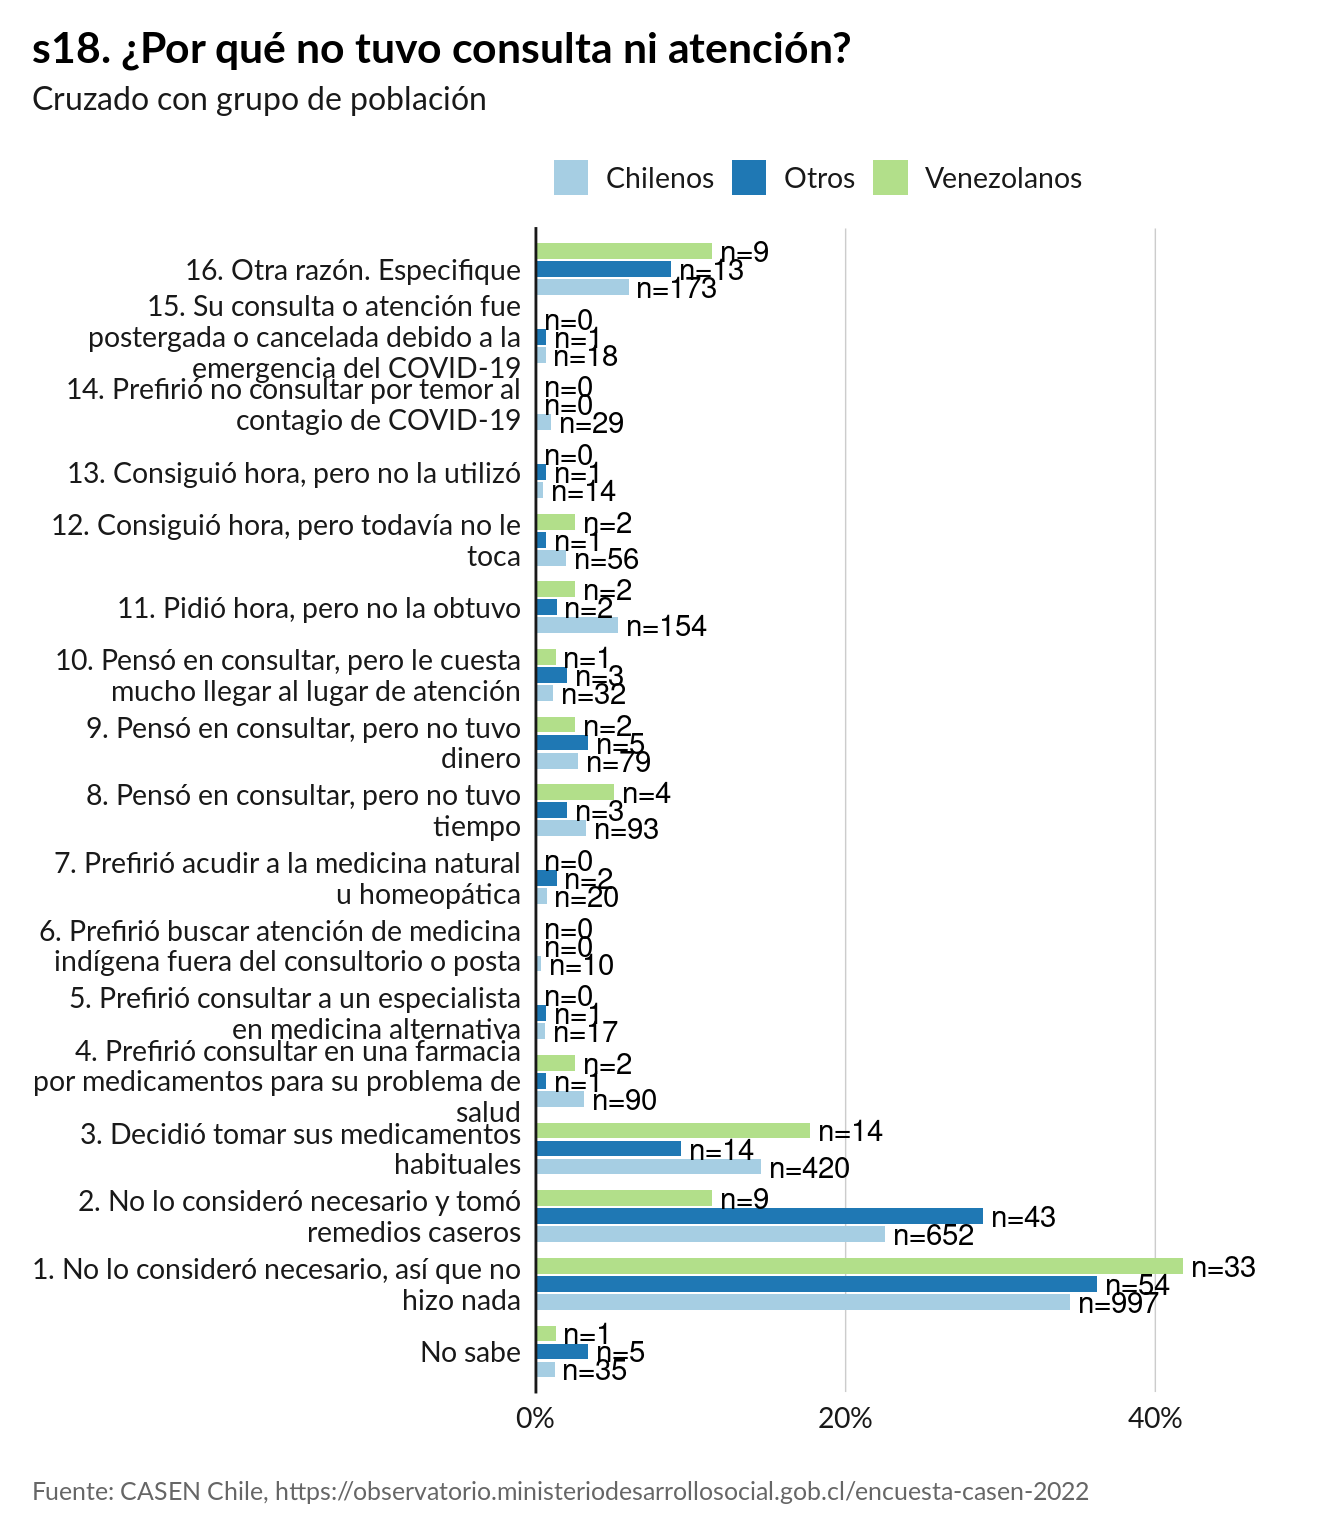 s18. ¿Por qué no tuvo consulta ni atención?
Cruzado con grupo de población
Chilenos
Otros
Venezolanos
16. Otra razón. Especifique
n=9
n=13
n=173
15. Su consulta o atención fue
postergada o cancelada debido a la
emergencia del COVID-19
n=0
n=1
n=18
14. Prefirió no consultar por temor al
contagio de COVID-19
n=0
n=0
n=29
13. Consiguió hora, pero no la utilizó
n=0
n=1
n=14
12. Consiguió hora, pero todavía no le
toca
n=2
n=1
n=56
11. Pidió hora, pero no la obtuvo
n=2
n=2
n=154
10. Pensó en consultar, pero le cuesta
mucho llegar al lugar de atención
n=1
n=3
n=32
9. Pensó en consultar, pero no tuvo
dinero
n=2
n=5
n=79
8. Pensó en consultar, pero no tuvo
tiempo
n=4
n=3
n=93
7. Prefirió acudir a la medicina natural
u homeopática
n=0
n=2
n=20
6. Prefirió buscar atención de medicina
indígena fuera del consultorio o posta
n=0
n=0
n=10
5. Prefirió consultar a un especialista
en medicina alternativa
n=0
n=1
n=17
4. Prefirió consultar en una farmacia
por medicamentos para su problema de
salud
n=2
n=1
n=90
3. Decidió tomar sus medicamentos
habituales
n=14
n=14
n=420
2. No lo consideró necesario y tomó
remedios caseros
n=9
n=43
n=652
1. No lo consideró necesario, así que no
hizo nada
n=33
n=54
n=997
No sabe
n=1
n=5
n=35
0%
20%
40%
Fuente: CASEN Chile, https://observatorio.ministeriodesarrollosocial.gob.cl/encuesta-casen-2022